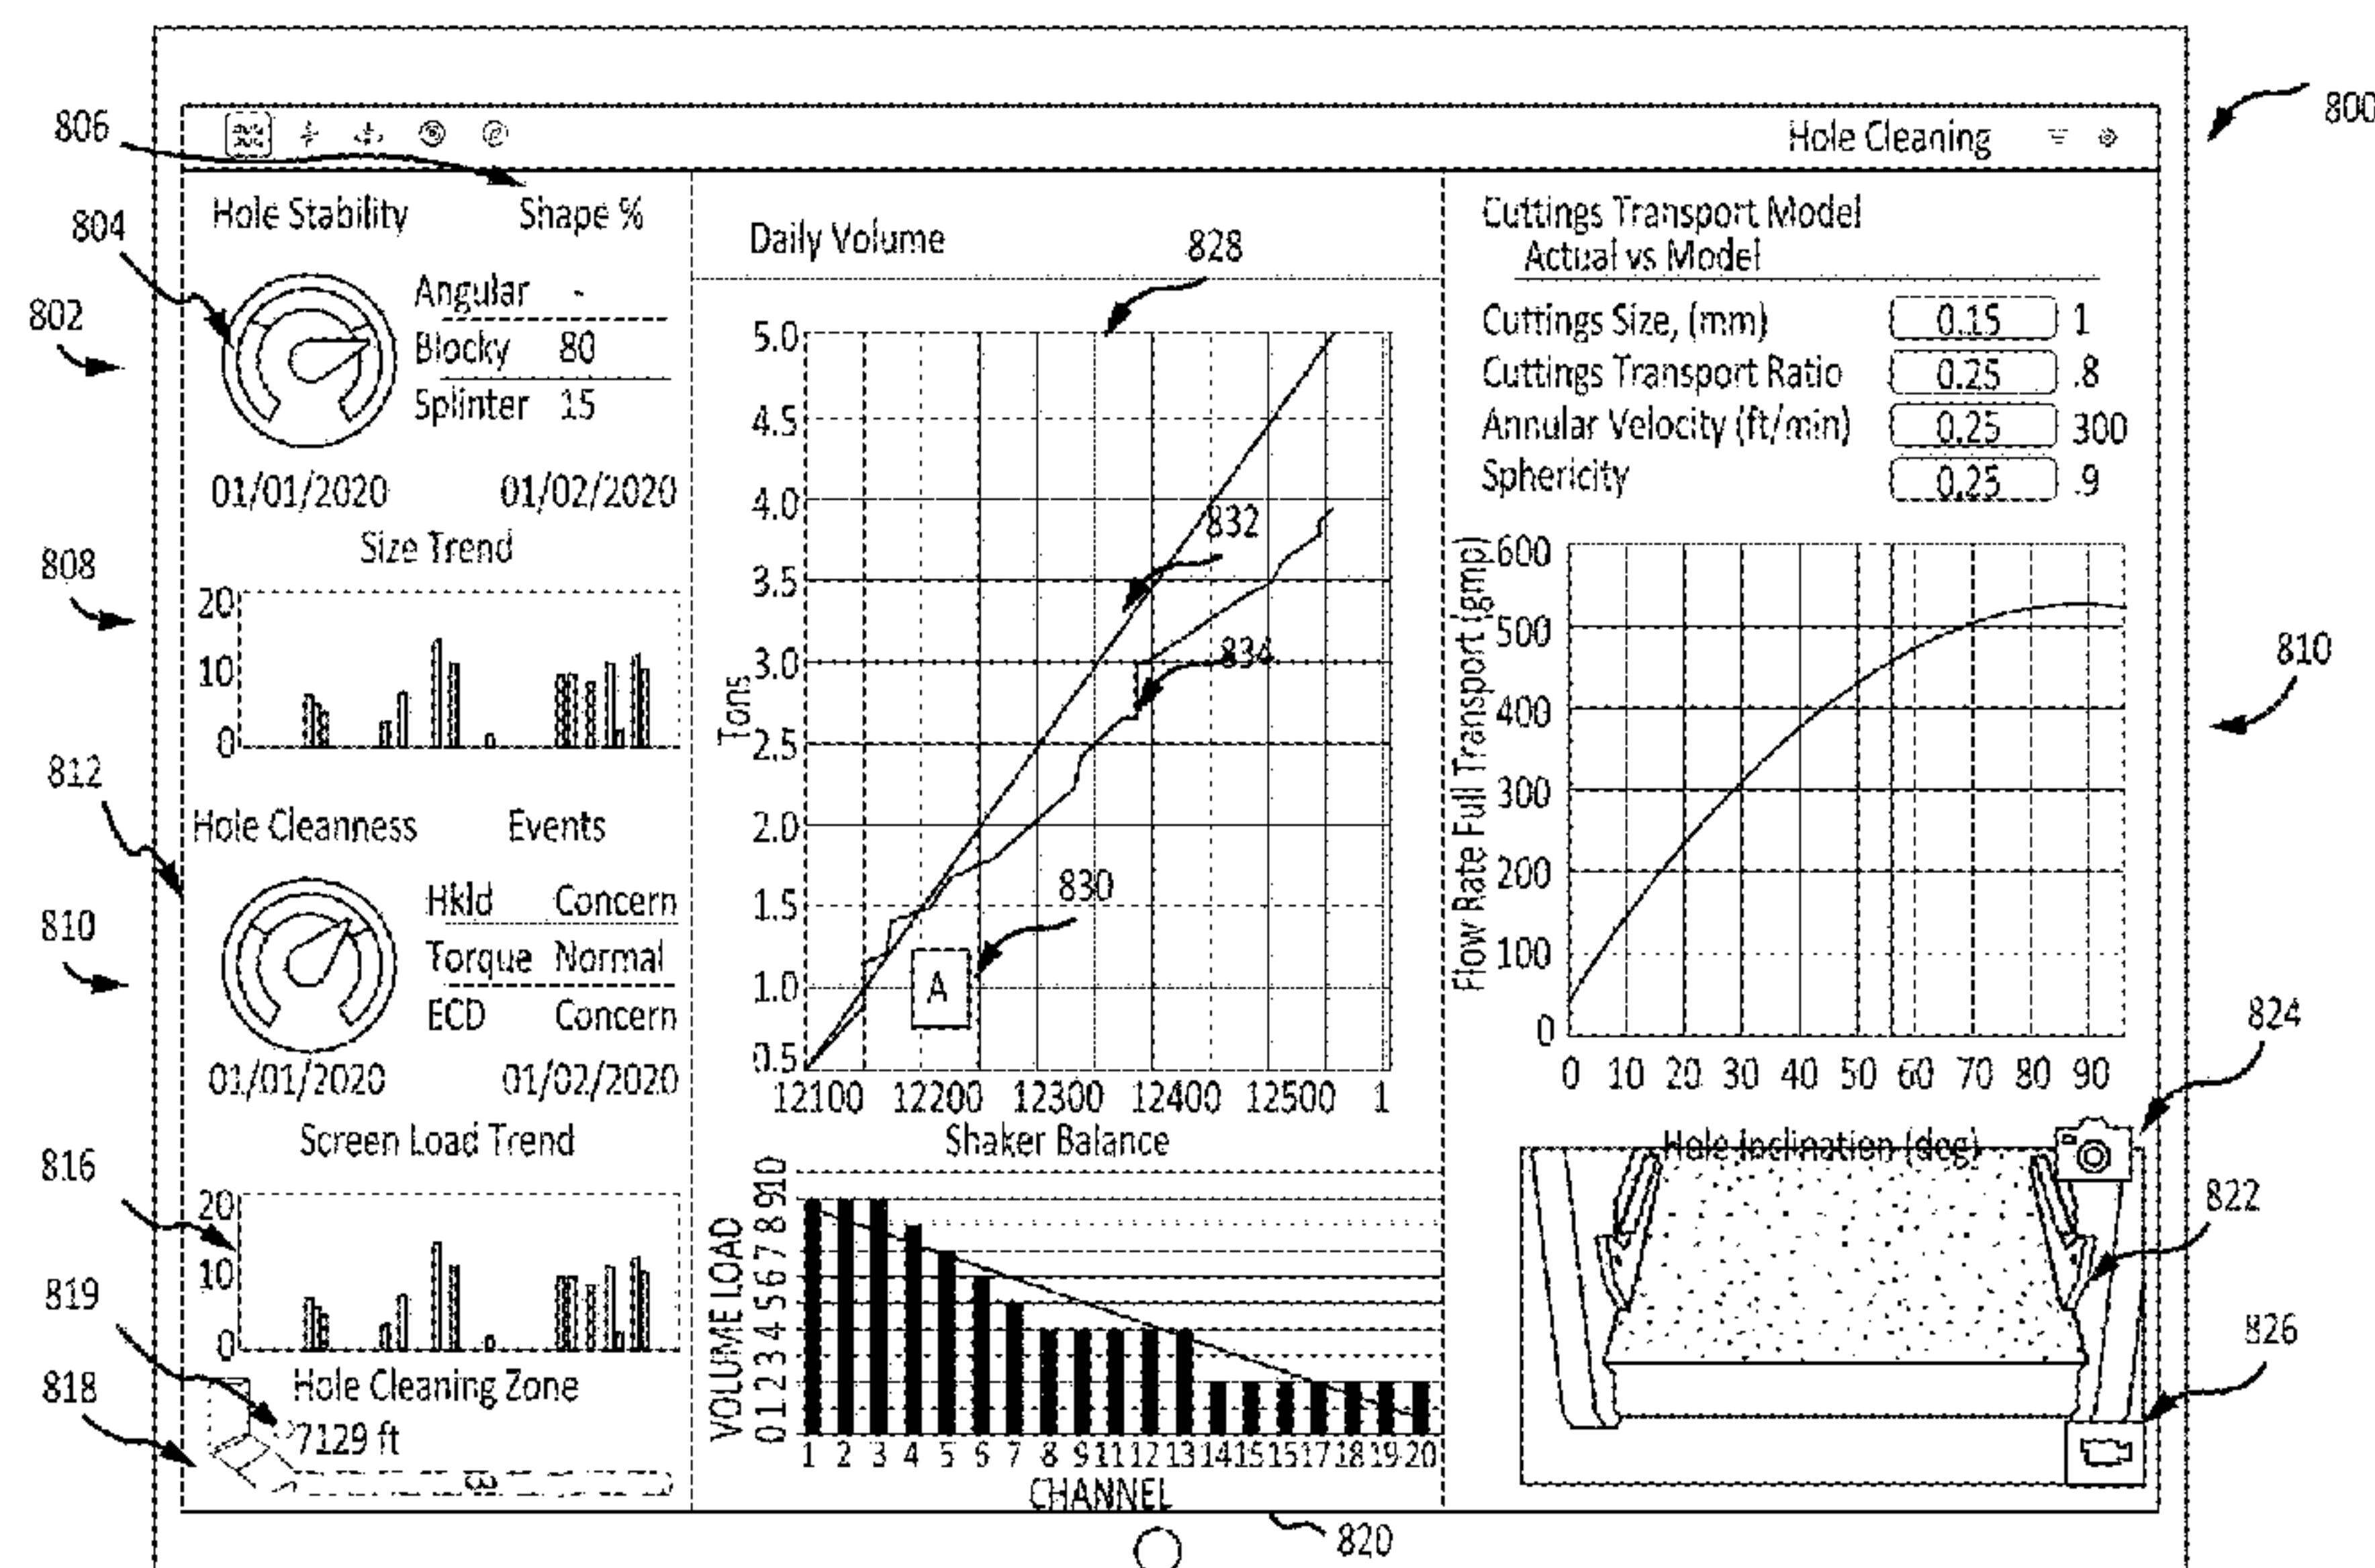 800
806
Hole Cleaning
Hole Stability
Shape %
804
802
Angular -
Blocky 80
Splinter 15
01/01/2020 01/02/2020
Size Trend
808
20
10
0
812
Hole Cleanness Events
810
Hkld Concern
Torque Normal
ECD Concern
01/01/2020 01/02/2020
Screen Load Trend
816
20
10
0
819
818
Hole Cleaning Zone
7129 ft
3
Daily Volume
828
5.0
4.5
4.0
3.5
3.0
2.5
2.0
1.5
1.0
0.5
Tons
832
834
830
A
12100 12200 12300 12400 12500 1
Shaker Balance
VOLUME LOAD
0 1 2 3 4 5 6 7 8 9 10
1 2 3 4 5 6 7 8 9 11 12 13 14 15 15 17 18 19 20
CHANNEL
820
Cuttings Transport Model
Actual vs Model
Cuttings Size, (mm) 0.15 1
Cuttings Transport Ratio 0.25 .8
Annular Velocity (ft/min) 0.25 300
Sphericity 0.25 .9
Flow Rate Full Transport (gmp)
600
500
400
300
200
100
0
0 10 20 30 40 50 60 70 80 90
810
Hole Inclination (deg)
824
822
826